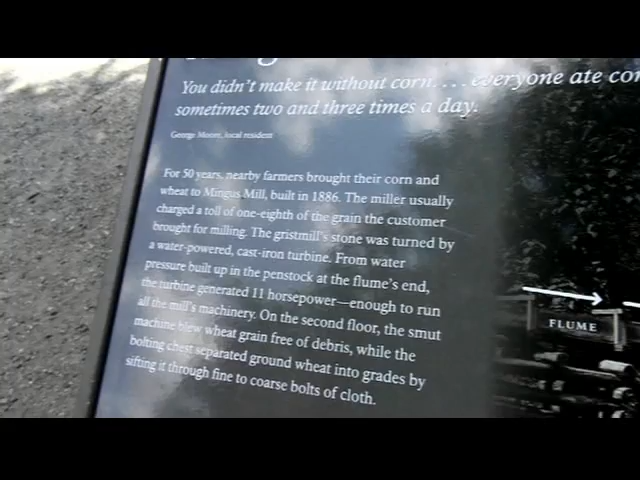 You didn't make it without corn. . . . everyone ate
sometimes two and three times a day.
George Moore, local resident
For 50 years, nearby farmers brought their corn and
wheat to Mingus Mill, built in 1886. The miller usually
charged a toll of one-eighth of the grain the customer
brought for milling. The gristmill's stone was turned by
a water-powered, cast-iron turbine. From water
pressure built up in the penstock at the flume's end,
the turbine generated 11 horsepower—enough to run
all the mill's machinery. On the second floor, the smut
machine blew wheat grain free of debris, while the
bolting chest separated ground wheat into grades by
sifting it through fine to coarse bolts of cloth.
FLUME